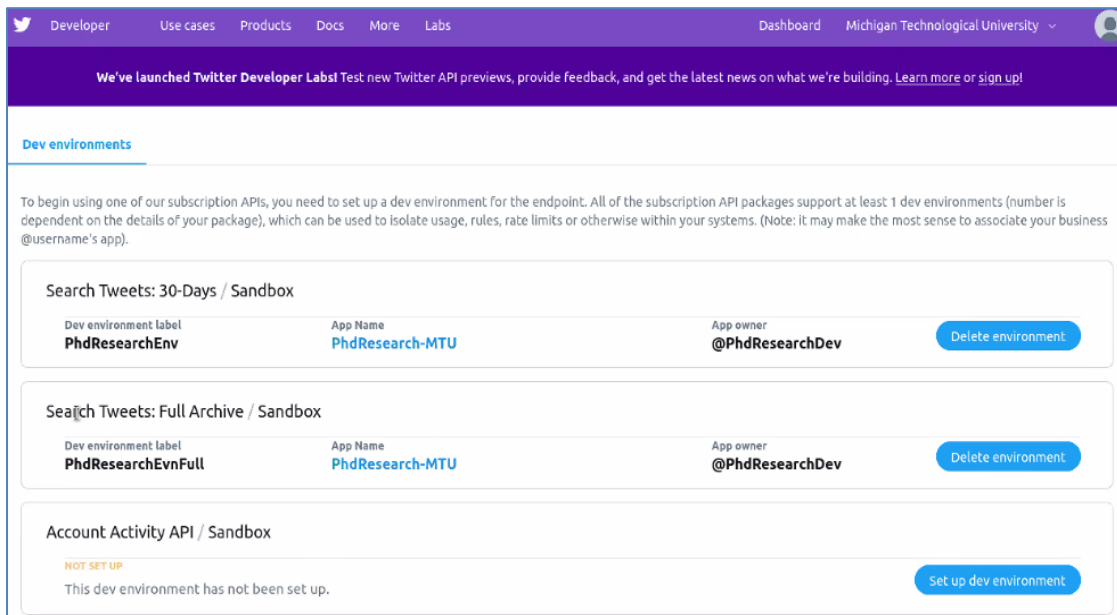 Developer Use cases Products Docs More Labs Dashboard Michigan Technological University
We've launched Twitter Developer Labs! Test new Twitter API previews, provide feedback, and get the latest news on what we're building. Learn more or sign up!
Dev environments
To begin using one of our subscription APIs, you need to set up a dev environment for the endpoint. All of the subscription API packages support at least 1 dev environments (number is
dependent on the details of your package), which can be used to isolate usage, rules, rate limits or otherwise within your systems. (Note: it may make the most sense to associate your business
@username's app).
Search Tweets: 30-Days / Sandbox
Dev environment label App Name App owner
PhdResearchEnv PhdResearch-MTU @PhdResearchDev Delete environment
Search Tweets: Full Archive / Sandbox
Dev environment label App Name App owner
PhdResearchEvnFull PhdResearch-MTU @PhdResearchDev Delete environment
Account Activity API / Sandbox
NOT SET UP
This dev environment has not been set up. Set up dev environment